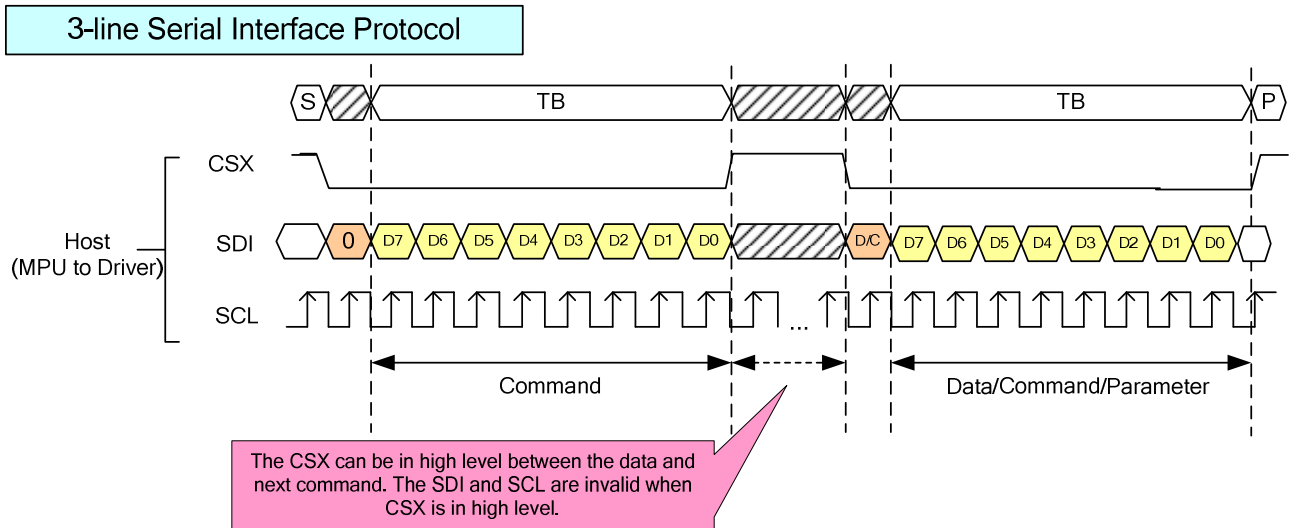 3-line Serial Interface Protocol
S TB TB P
CSX
Host
(MPU to Driver)
SDI 0 D7 D6 D5 D4 D3 D2 D1 D0 D/C D7 D6 D5 D4 D3 D2 D1 D0
SCL ...
Command Data/Command/Parameter
The CSX can be in high level between the data and
next command. The SDI and SCL are invalid when
CSX is in high level.